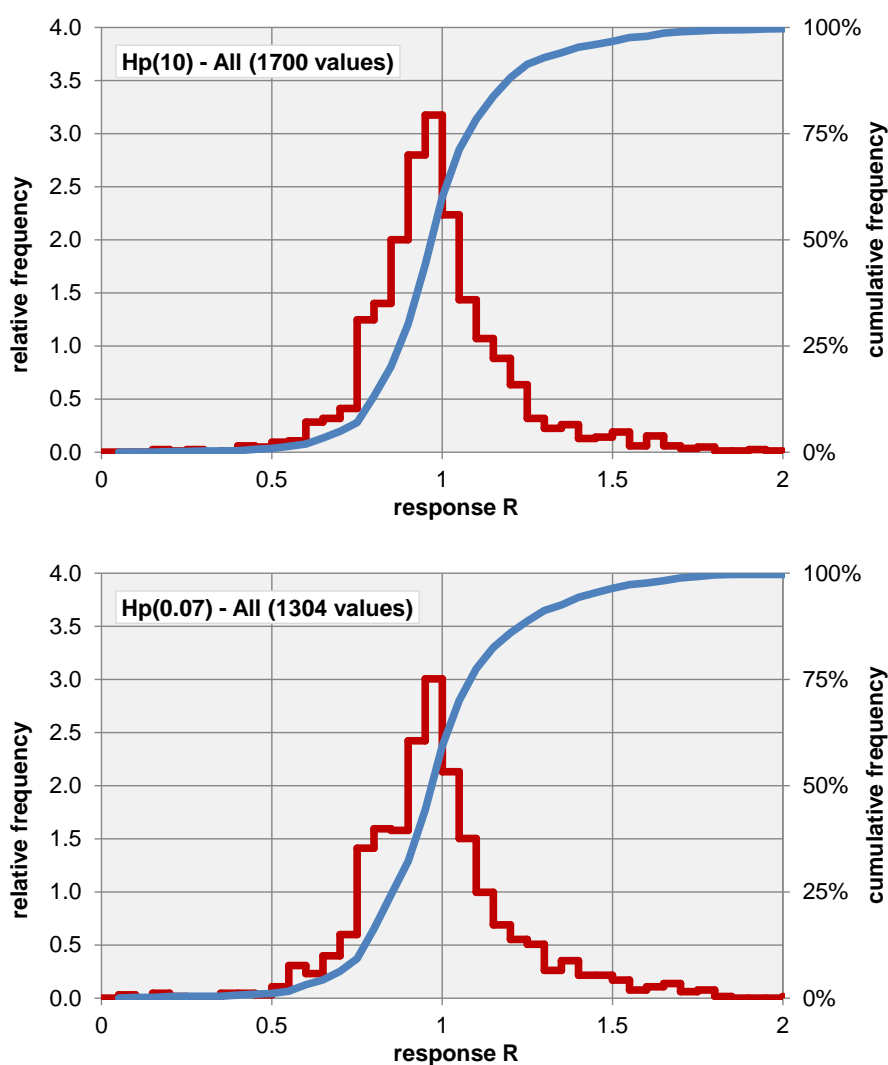 4.0 100%
Hp(10) - All (1700 values)
3.5
3.0 75%
2.5
2.0 50%
1.5
1.0 25%
0.5
0.0 0%
0 0.5 1 1.5 2
relative frequency
cumulative frequency
response R
4.0 100%
Hp(0.07) - All (1304 values)
3.5
3.0 75%
2.5
2.0 50%
1.5
1.0 25%
0.5
0.0 0%
0 0.5 1 1.5 2
relative frequency
cumulative frequency
response R